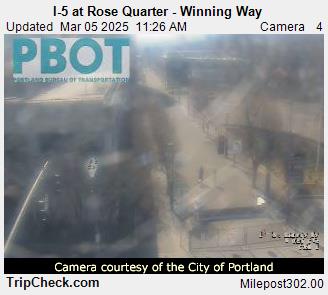 I-5 at Rose Quarter - Winning Way
Updated Mar 05 2025 11:26 AM Camera 4
PBOT
PORTLAND BUREAU OF TRANSPORTATION
Camera courtesy of the City of Portland
TripCheck.com Milepost302.00